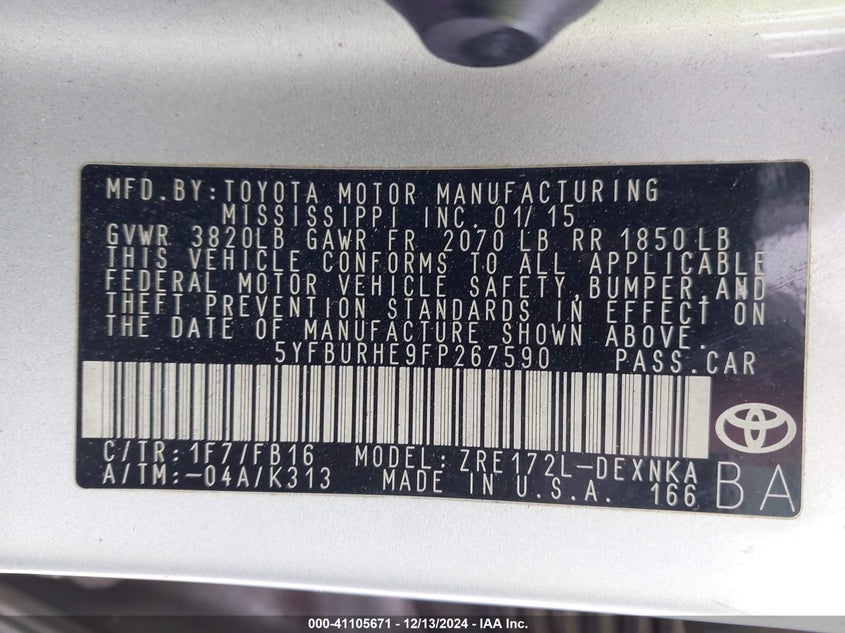 MFD.BY:TOYOTA MOTOR MANUFACTURING
MISSISSIPPI INC. 01/15
GVWR 3820LB GAWR FR 2070LB RR 1850LB
THIS VEHICLE CONFORMS TO ALL APPLICABLE
FEDERAL MOTOR VEHICLE SAFETY,BUMPER,AND
THEFT PREVENTION STANDARDS IN EFFECT ON
THE DATE OF MANUFACTURE SHOWN ABOVE.
5YFBURHE9FP267590 PASS.CAR
C/TR:1F7/FB16 MODEL:ZRE172L-DEXNKA
A/TM:-04A/K313 MADE IN U.S.A. 166 BA
000-41105671 - 12/13/2024 - IAA Inc.